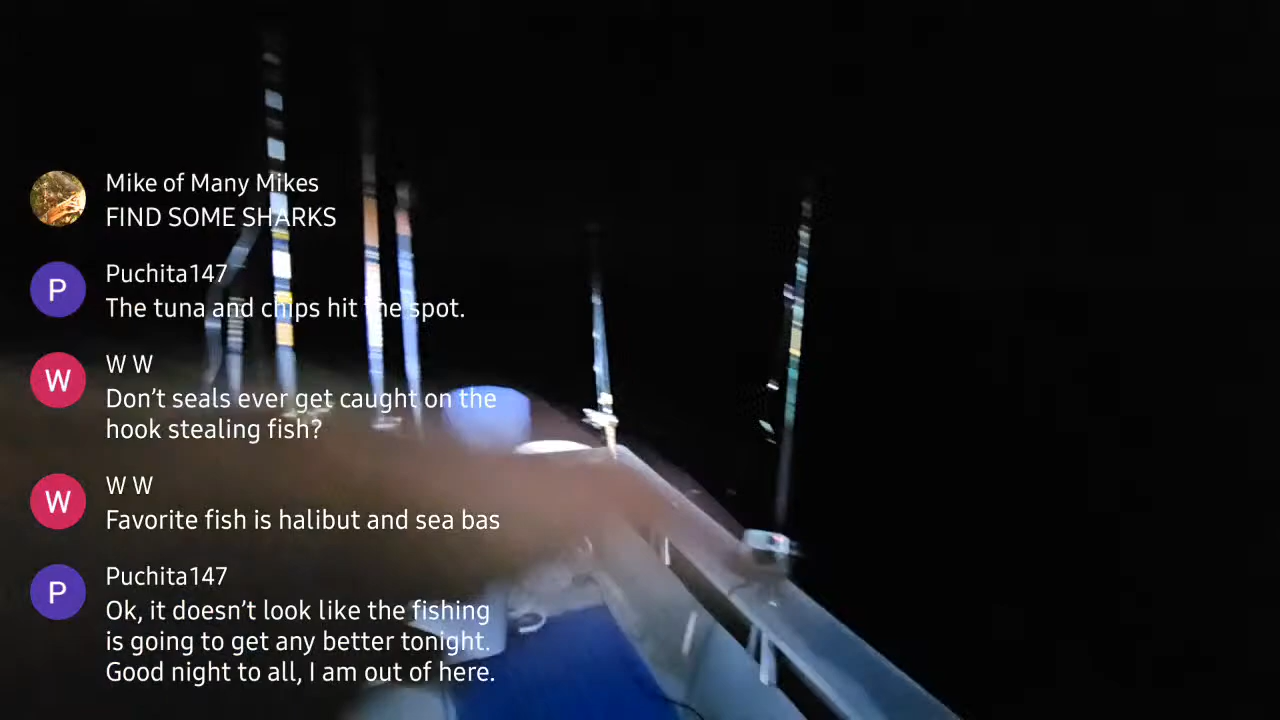 Mike of Many Mikes
FIND SOME SHARKS
P
Puchita147
The tuna and chips hit the spot.
W
W W
Don't seals ever get caught on the
hook stealing fish?
W
W W
Favorite fish is halibut and sea bas
P
Puchita147
Ok, it doesn't look like the fishing
is going to get any better tonight.
Good night to all, I am out of here.